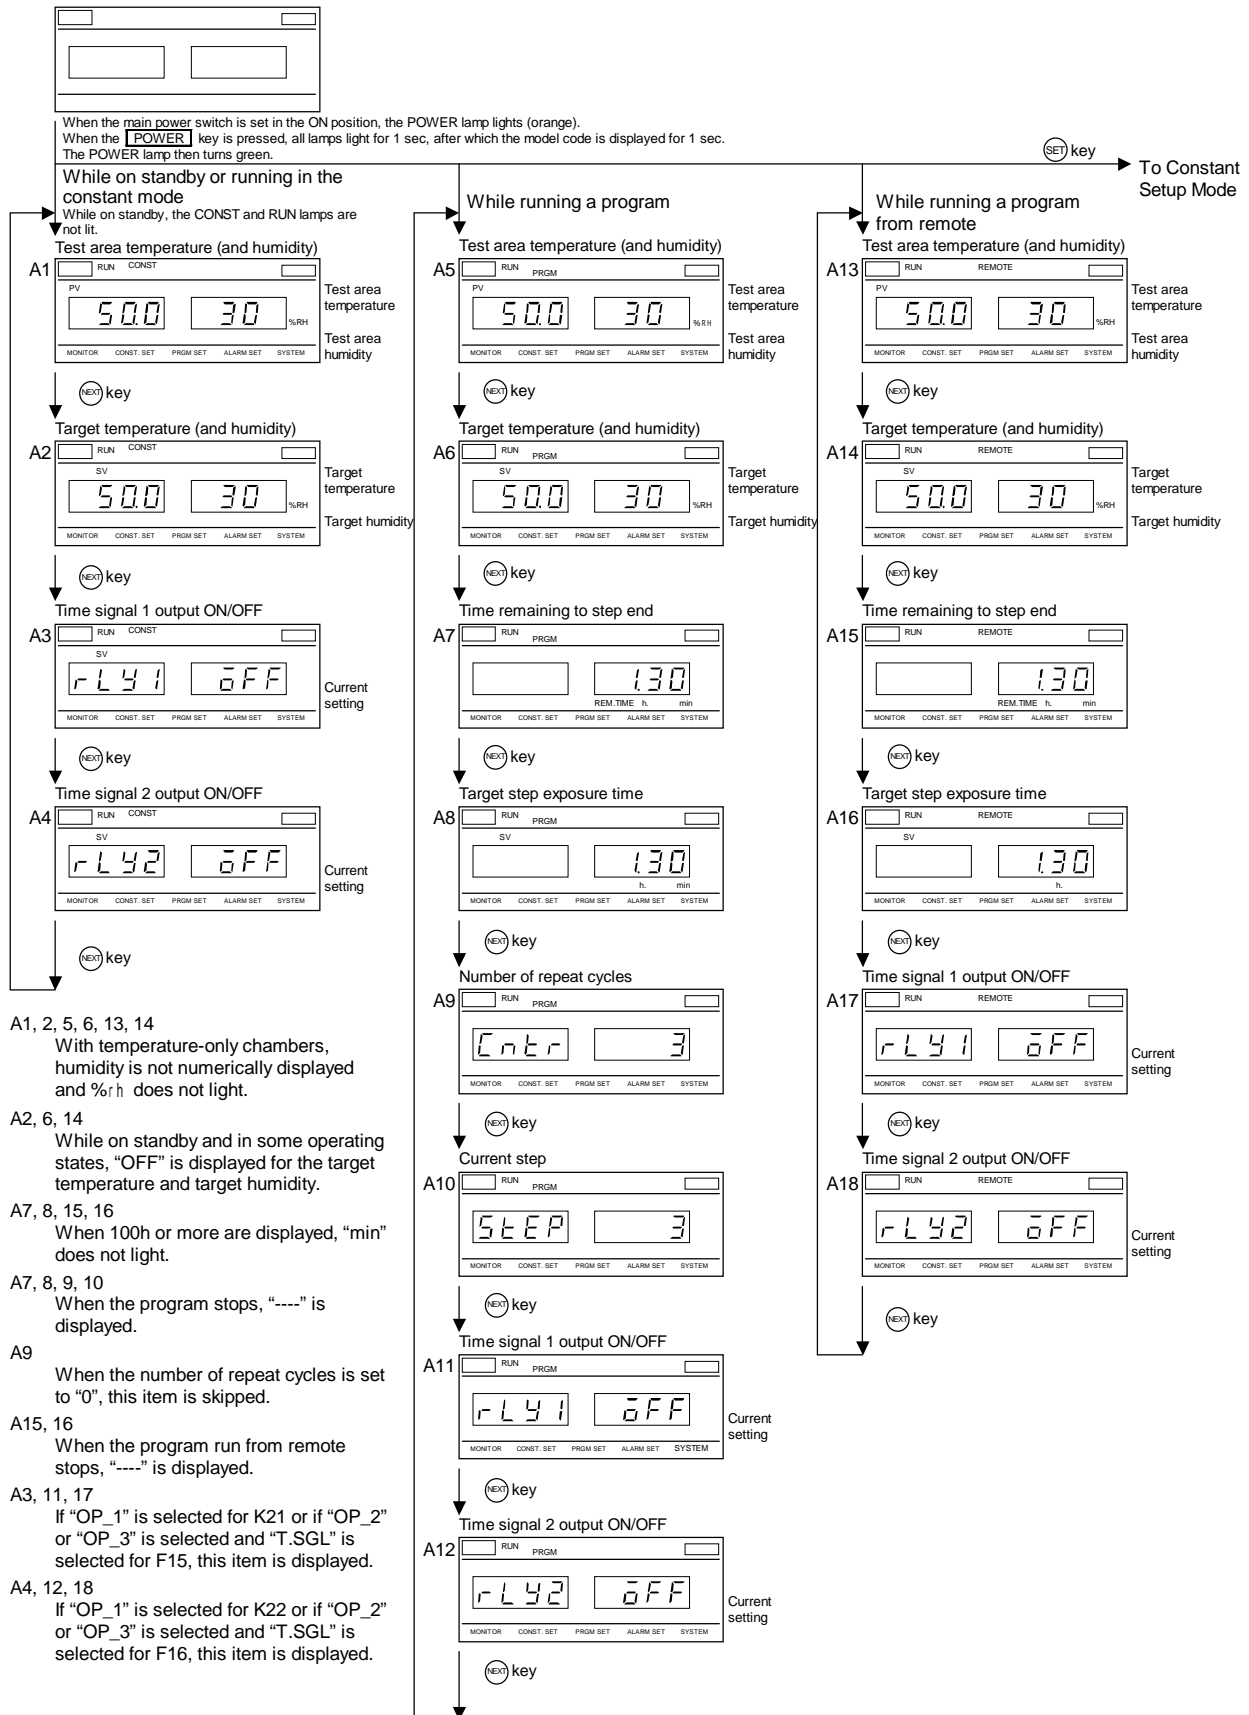 When the main power switch is set in the ON position, the POWER lamp lights (orange).
When the POWER key is pressed, all lamps light for 1 sec, after which the model code is displayed for 1 sec.
The POWER lamp then turns green.
SET key
To Constant
Setup Mode
While on standby or running in the
constant mode
While on standby, the CONST and RUN lamps are
not lit.
Test area temperature (and humidity)
A1
RUN CONST
PV
50.0 30
%RH
Test area
temperature
Test area
humidity
MONITOR CONST. SET PRGM SET ALARM SET SYSTEM
NEXT key
Target temperature (and humidity)
A2
RUN CONST
SV
50.0 30
%RH
Target
temperature
Target humidity
MONITOR CONST. SET PRGM SET ALARM SET SYSTEM
NEXT key
Time signal 1 output ON/OFF
A3
RUN CONST
SV
rLY1 oFF
Current
setting
MONITOR CONST. SET PRGM SET ALARM SET SYSTEM
NEXT key
Time signal 2 output ON/OFF
A4
RUN CONST
SV
rLY2 oFF
Current
setting
MONITOR CONST. SET PRGM SET ALARM SET SYSTEM
NEXT key
A1, 2, 5, 6, 13, 14
With temperature-only chambers,
humidity is not numerically displayed
and %rh does not light.
A2, 6, 14
While on standby and in some operating
states, “OFF” is displayed for the target
temperature and target humidity.
A7, 8, 15, 16
When 100h or more are displayed, “min”
does not light.
A7, 8, 9, 10
When the program stops, “----” is
displayed.
A9
When the number of repeat cycles is set
to “0”, this item is skipped.
A15, 16
When the program run from remote
stops, “----” is displayed.
A3, 11, 17
If “OP_1” is selected for K21 or if “OP_2”
or “OP_3” is selected and “T.SGL” is
selected for F15, this item is displayed.
A4, 12, 18
If “OP_1” is selected for K22 or if “OP_2”
or “OP_3” is selected and “T.SGL” is
selected for F16, this item is displayed.
While running a program
Test area temperature (and humidity)
A5
RUN PRGM
PV
50.0 30
%RH
Test area
temperature
Test area
humidity
MONITOR CONST. SET PRGM SET ALARM SET SYSTEM
NEXT key
Target temperature (and humidity)
A6
RUN PRGM
SV
50.0 30
%RH
Target
temperature
Target humidity
MONITOR CONST. SET PRGM SET ALARM SET SYSTEM
NEXT key
Time remaining to step end
A7
RUN PRGM
1.30
REM.TIME h. min
MONITOR CONST. SET PRGM SET ALARM SET SYSTEM
NEXT key
Target step exposure time
A8
RUN PRGM
SV
1.30
h. min
MONITOR CONST. SET PRGM SET ALARM SET SYSTEM
NEXT key
Number of repeat cycles
A9
RUN PRGM
Cntr 3
MONITOR CONST. SET PRGM SET ALARM SET SYSTEM
NEXT key
Current step
A10
RUN PRGM
StEP 3
MONITOR CONST. SET PRGM SET ALARM SET SYSTEM
NEXT key
Time signal 1 output ON/OFF
A11
RUN PRGM
rLY1 oFF
Current
setting
MONITOR CONST. SET PRGM SET ALARM SET SYSTEM
NEXT key
Time signal 2 output ON/OFF
A12
RUN PRGM
rLY2 oFF
Current
setting
MONITOR CONST. SET PRGM SET ALARM SET SYSTEM
NEXT key
While running a program
from remote
Test area temperature (and humidity)
A13
RUN REMOTE
PV
50.0 30
%RH
Test area
temperature
Test area
humidity
MONITOR CONST. SET PRGM SET ALARM SET SYSTEM
NEXT key
Target temperature (and humidity)
A14
RUN REMOTE
SV
50.0 30
%RH
Target
temperature
Target humidity
MONITOR CONST. SET PRGM SET ALARM SET SYSTEM
NEXT key
Time remaining to step end
A15
RUN REMOTE
1.30
REM.TIME h. min
MONITOR CONST. SET PRGM SET ALARM SET SYSTEM
NEXT key
Target step exposure time
A16
RUN REMOTE
SV
1.30
h.
MONITOR CONST. SET PRGM SET ALARM SET SYSTEM
NEXT key
Time signal 1 output ON/OFF
A17
RUN REMOTE
rLY1 oFF
Current
setting
MONITOR CONST. SET PRGM SET ALARM SET SYSTEM
NEXT key
Time signal 2 output ON/OFF
A18
RUN REMOTE
rLY2 oFF
Current
setting
MONITOR CONST. SET PRGM SET ALARM SET SYSTEM
NEXT key